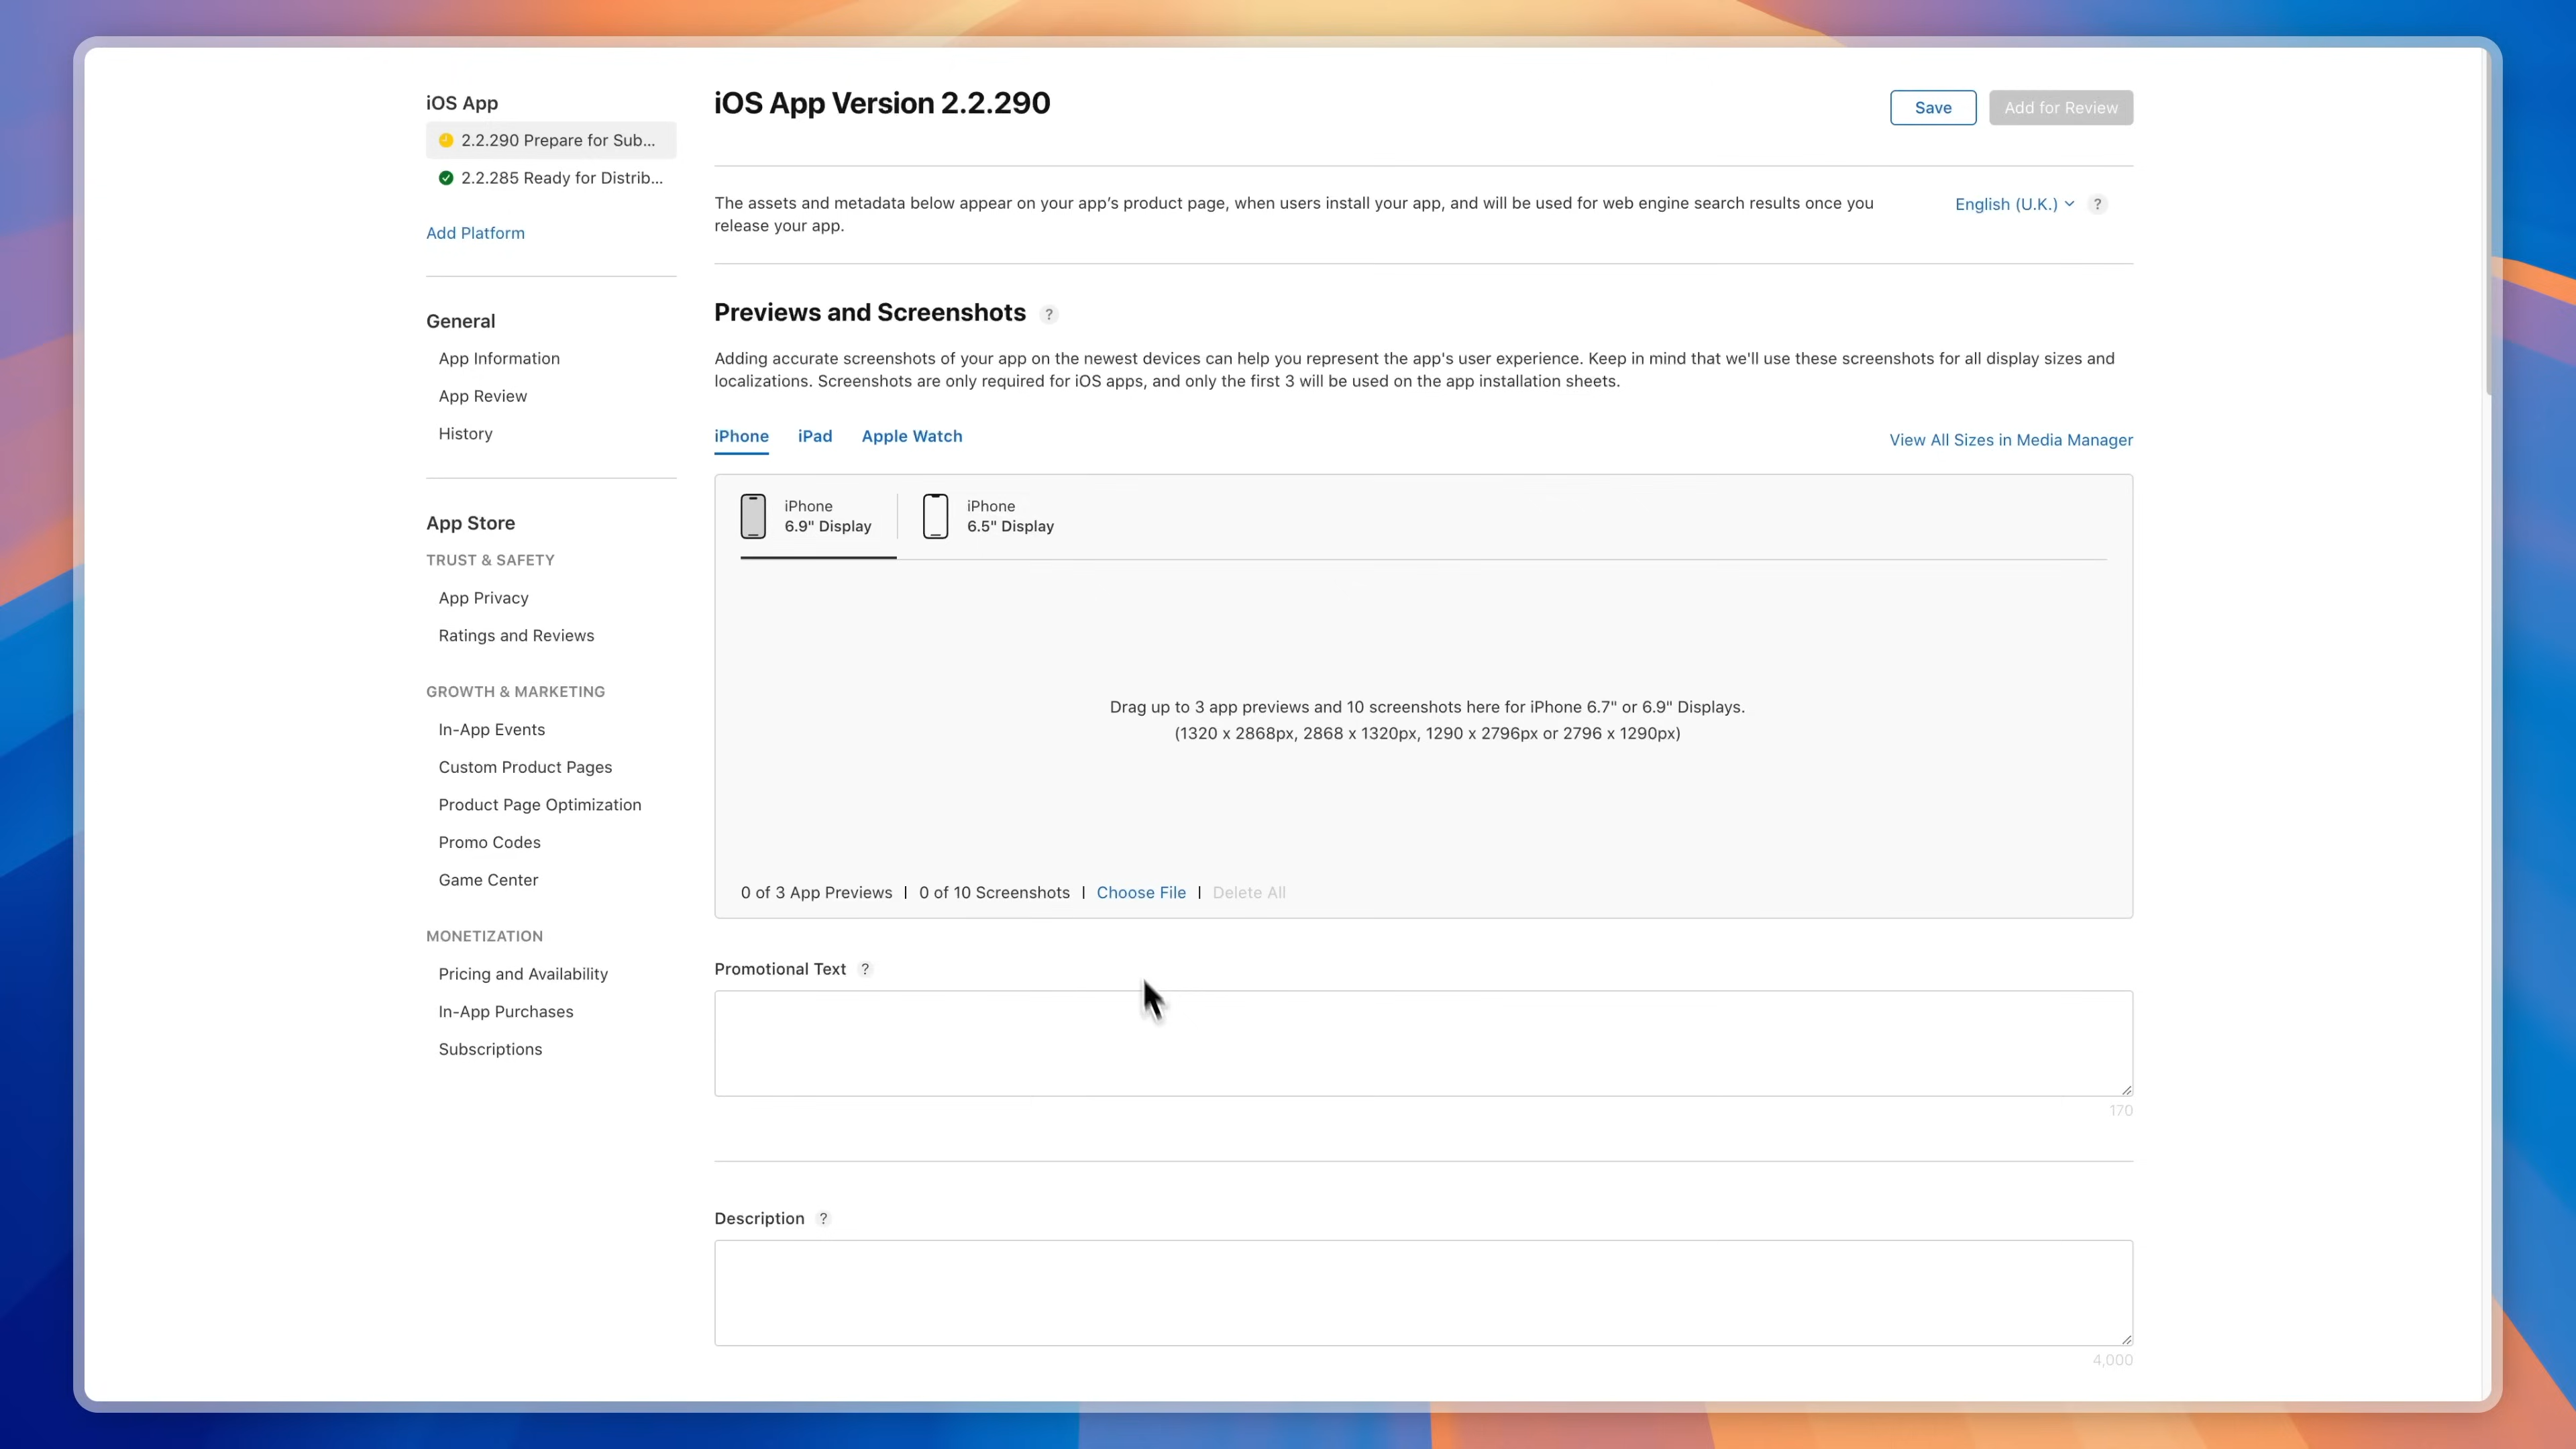 iOS App
2.2.290 Prepare for Sub...
2.2.285 Ready for Distrib...
Add Platform
General
App Information
App Review
History
App Store
TRUST & SAFETY
App Privacy
Ratings and Reviews
GROWTH & MARKETING
In-App Events
Custom Product Pages
Product Page Optimization
Promo Codes
Game Center
MONETIZATION
Pricing and Availability
In-App Purchases
Subscriptions
iOS App Version 2.2.290
Save
Add for Review
The assets and metadata below appear on your app’s product page, when users install your app, and will be used for web engine search results once you
release your app.
English (U.K.)
?
Previews and Screenshots ?
Adding accurate screenshots of your app on the newest devices can help you represent the app's user experience. Keep in mind that we'll use these screenshots for all display sizes and
localizations. Screenshots are only required for iOS apps, and only the first 3 will be used on the app installation sheets.
iPhone iPad Apple Watch
View All Sizes in Media Manager
iPhone
6.9" Display
iPhone
6.5" Display
Drag up to 3 app previews and 10 screenshots here for iPhone 6.7" or 6.9" Displays.
(1320 x 2868px, 2868 x 1320px, 1290 x 2796px or 2796 x 1290px)
0 of 3 App Previews | 0 of 10 Screenshots | Choose File | Delete All
Promotional Text ?
170
Description ?
4,000